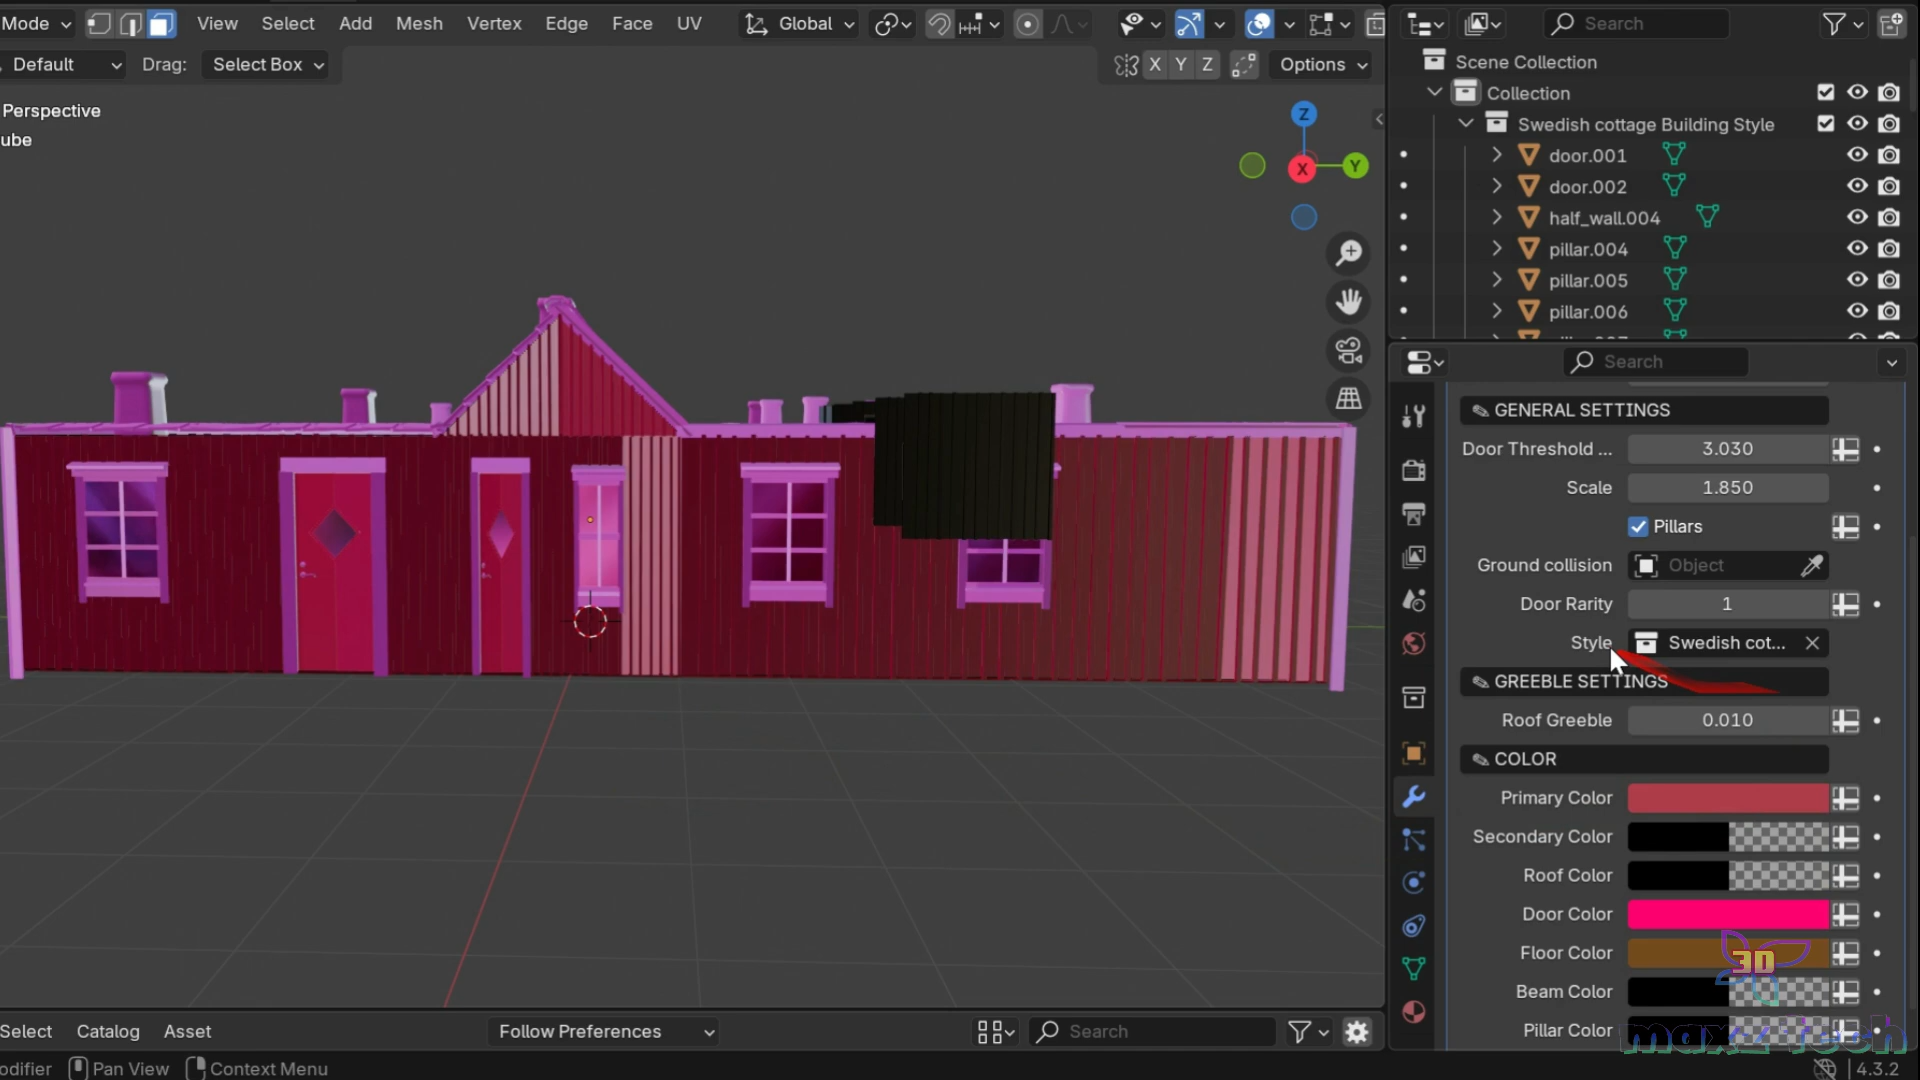 Mode View Select Add Mesh Vertex Edge Face UV Global Search
Default Drag: Select Box X Y Z Options
Scene Collection
Perspective
Collection
ube
Swedish cottage Building Style
Z
X
Y
door.001
door.002
half_wall.004
pillar.004
pillar.005
pillar.006
Search
GENERAL SETTINGS
Door Threshold ... 3.030
Scale 1.850
Pillars
Ground collision Object
Door Rarity 1
Style Swedish cot...
GREEBLE SETTINGS
Roof Greeble 0.010
COLOR
Primary Color
Secondary Color
Roof Color
Door Color
Floor Color
Beam Color
Pillar Color
3D
maxz tech
Select Catalog Asset Follow Preferences Search
odifier Pan View Context Menu 4.3.2